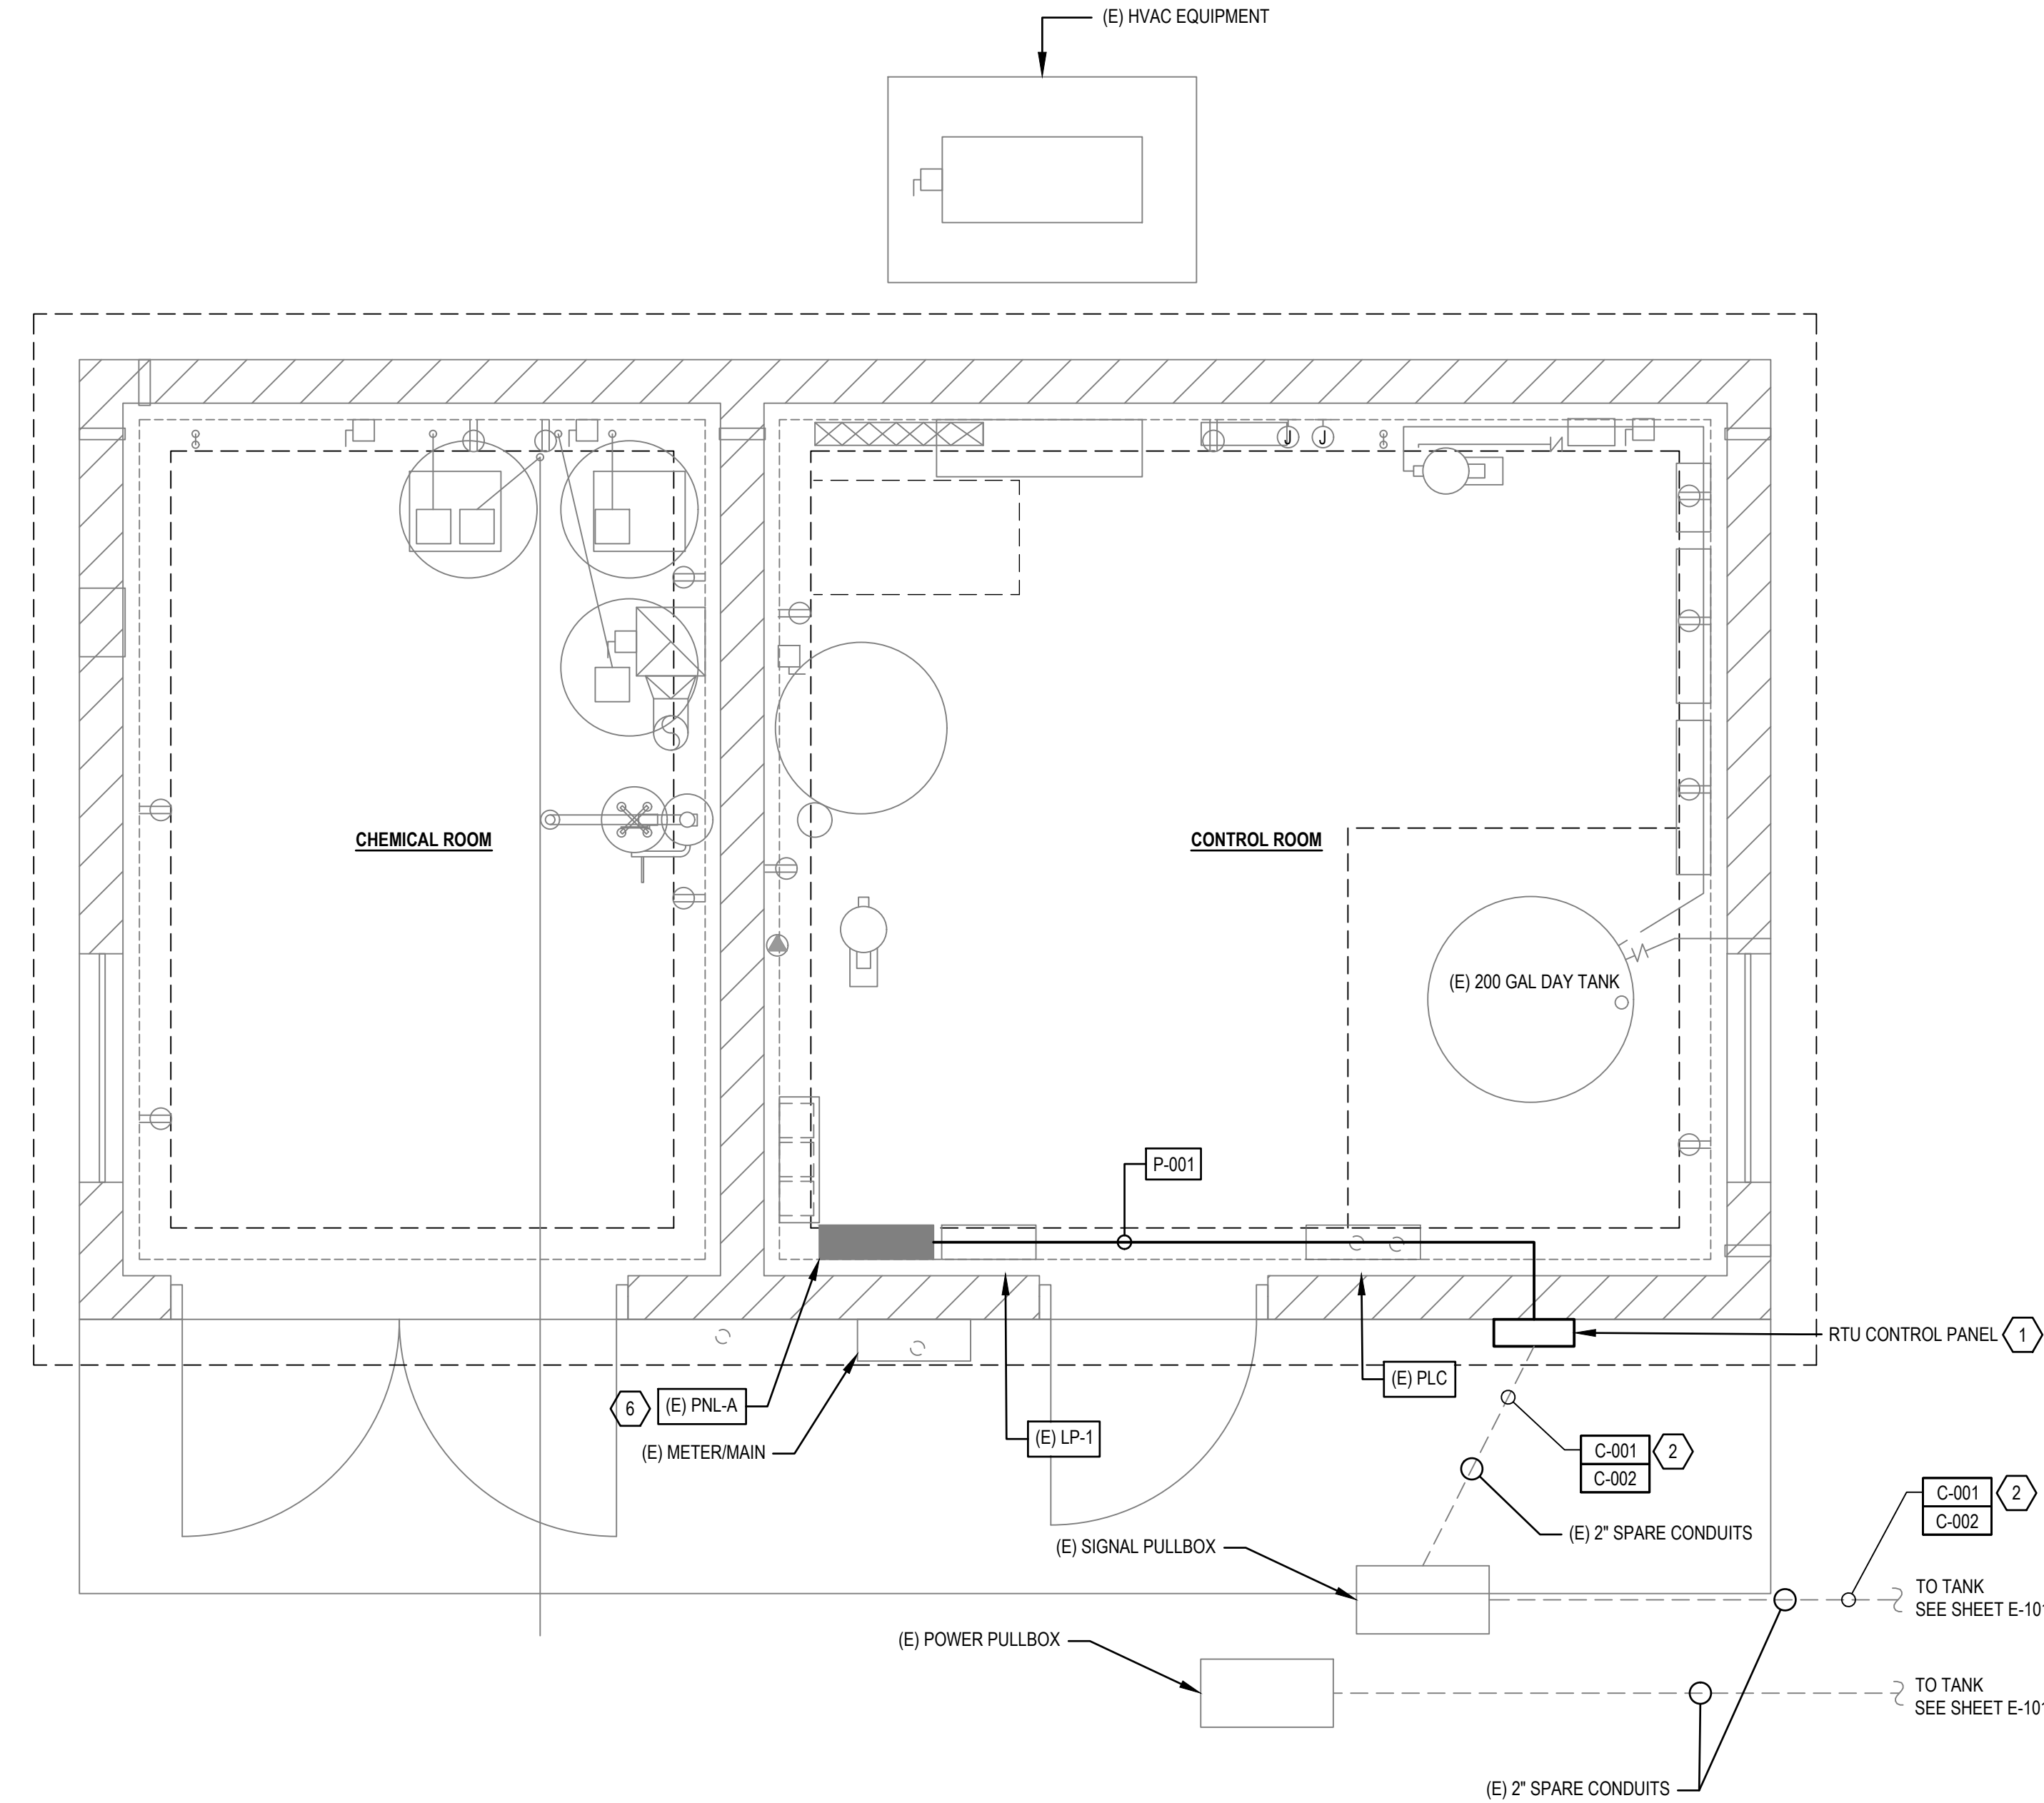 (E) HVAC EQUIPMENT
J
J
CHEMICAL ROOM
CONTROL ROOM
(E) 200 GAL DAY TANK
P-001
RTU CONTROL PANEL
1
6
(E) PNL-A
(E) METER/MAIN
(E) LP-1
(E) PLC
C-001
C-002
2
(E) 2" SPARE CONDUITS
C-001
C-002
2
(E) SIGNAL PULLBOX
TO TANK
SEE SHEET E-101
(E) POWER PULLBOX
TO TANK
SEE SHEET E-101
(E) 2" SPARE CONDUITS